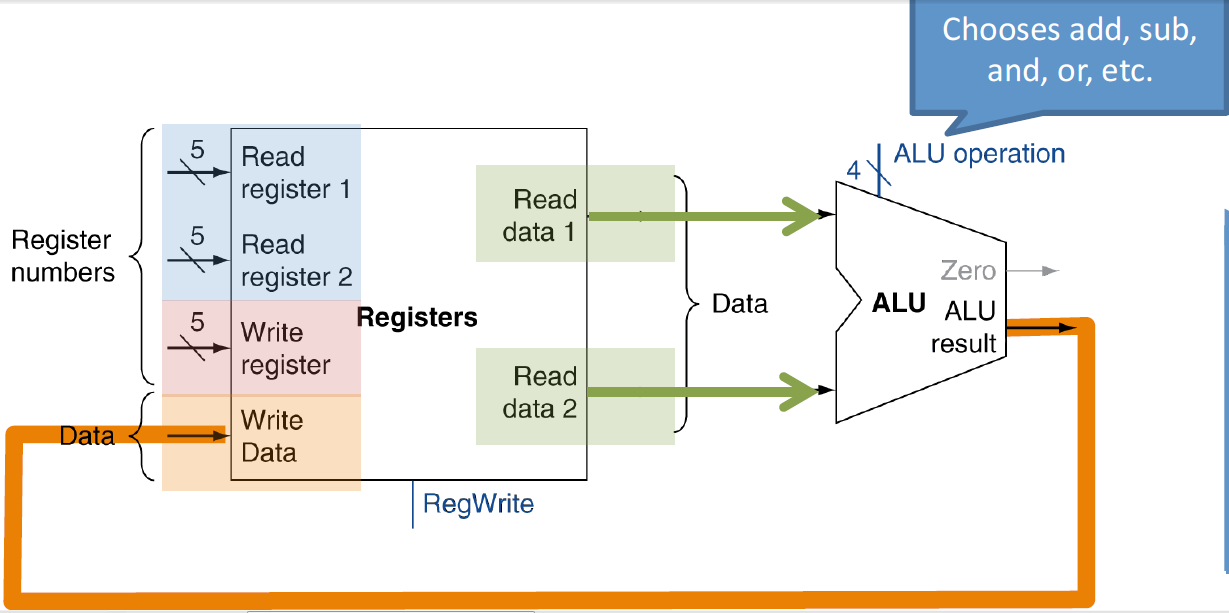 Chooses add, sub,
and, or, etc.
5
Read
register 1
5
Read
register 2
Register
numbers
5
Write
register
Registers
Data
Write
Data
RegWrite
Read
data 1
Read
data 2
Data
4
ALU operation
Zero
ALU
ALU
result